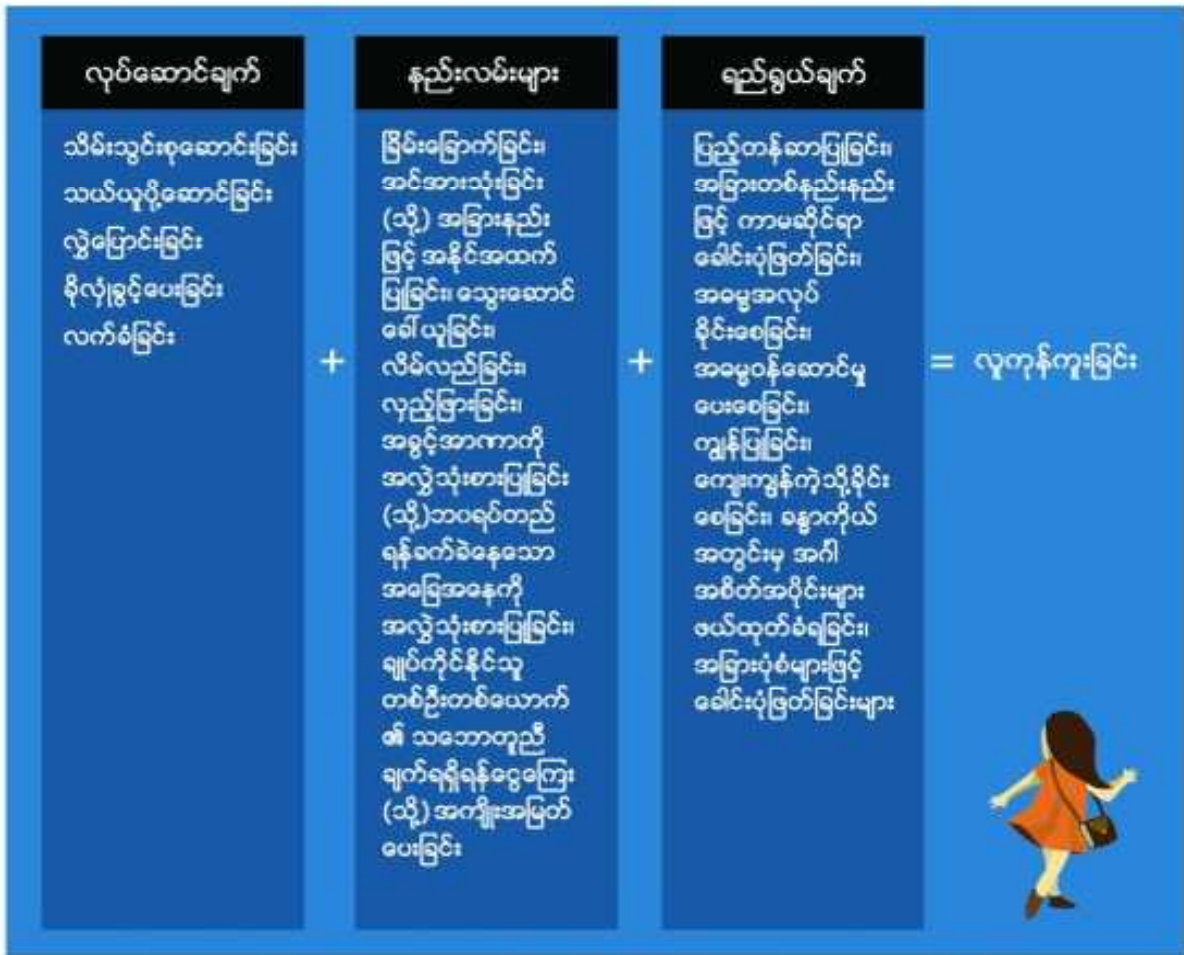 လုပ်ဆောင်ချက်
သိမ်းသွင်းစုဆောင်းခြင်း
သယ်ယူပို့ဆောင်ခြင်း
လွှဲပြောင်းခြင်း
ခိုလှုံခွင့်ပေးခြင်း
လက်ခံခြင်း
+
နည်းလမ်းများ
ခြိမ်းခြောက်ခြင်း၊
အင်အားသုံးခြင်း
(သို့) အခြားနည်း
ဖြင့် အနိုင်အထက်
ပြုခြင်း၊ သွေးဆောင်
ခေါ်ယူခြင်း၊
လိမ်လည်ခြင်း၊
လှည့်ဖြားခြင်း၊
အခွင့်အာဏာကို
အလွှဲသုံးစားပြုခြင်း
(သို့)ဘဝရပ်တည်
ရန်ခက်ခဲနေသော
အခြေအနေကို
အလွှဲသုံးစားပြုခြင်း၊
ချုပ်ကိုင်နိုင်သူ
တစ်ဦးတစ်ယောက်
၏ သဘောတူညီ
ချက်ရရှိရန်ငွေကြေး
(သို့) အကျိုးအမြတ်
ပေးခြင်း
+
ရည်ရွယ်ချက်
ပြည့်တန်ဆာပြုခြင်း၊
အခြားတစ်နည်းနည်း
ဖြင့် ကာမဆိုင်ရာ
ခေါင်းပုံဖြတ်ခြင်း၊
အဓမ္မအလုပ်
ခိုင်းစေခြင်း၊
အဓမ္မဝန်ဆောင်မှု
ပေးစေခြင်း၊
ကျွန်ပြုခြင်း၊
ကျေးကျွန်ကဲ့သို့ခိုင်း
စေခြင်း၊ ခန္ဓာကိုယ်
အတွင်းမှ အင်္ဂါ
အစိတ်အပိုင်းများ
ဖယ်ထုတ်ခံရခြင်း၊
အခြားပုံစံများဖြင့်
ခေါင်းပုံဖြတ်ခြင်းများ
= လူကုန်ကူးခြင်း